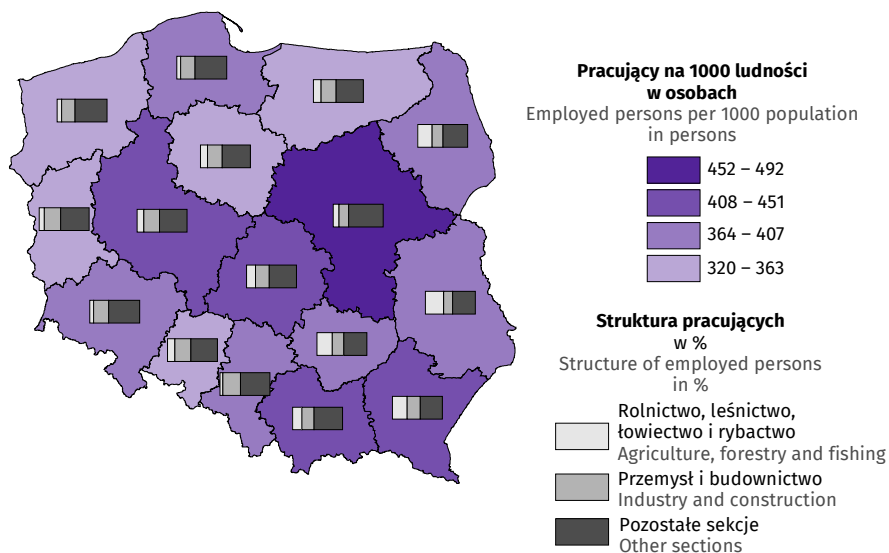 Pracujący na 1000 ludności
w osobach
Employed persons per 1000 population
in persons
452 – 492
408 – 451
364 – 407
320 – 363
Struktura pracujących
w %
Structure of employed persons
in %
Rolnictwo, leśnictwo,
łowiectwo i rybactwo
Agriculture, forestry and fishing
Przemysł i budownictwo
Industry and construction
Pozostałe sekcje
Other sections